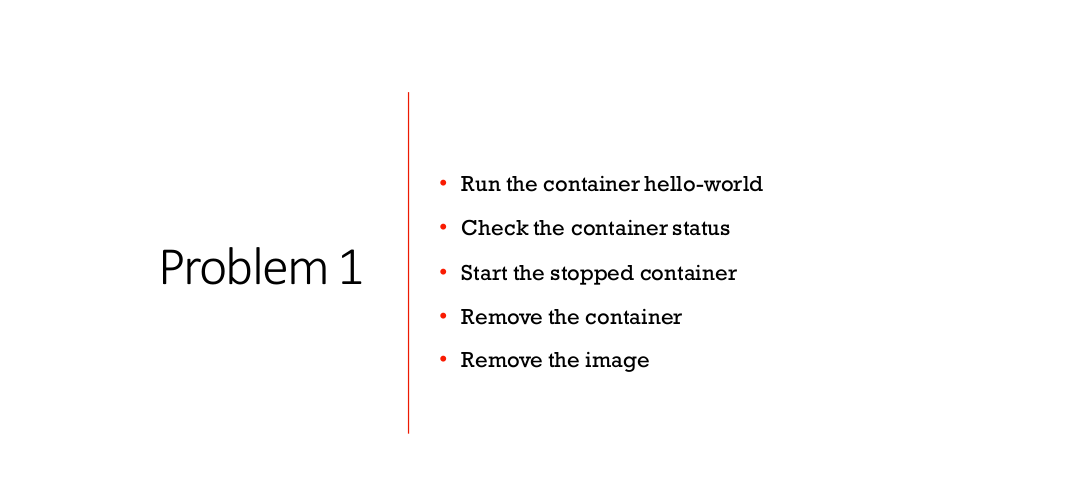 Problem 1
• Run the container hello-world
• Check the container status
• Start the stopped container
• Remove the container
• Remove the image